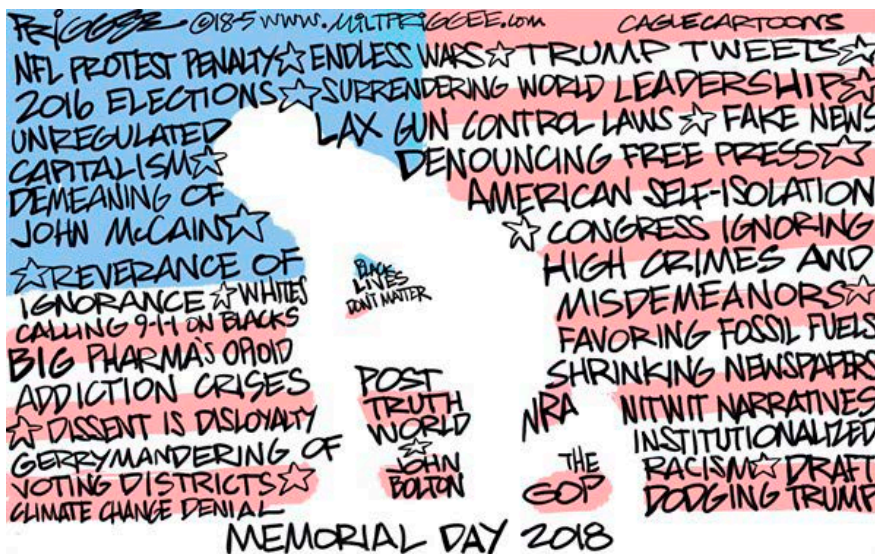 PRIGGEE ©18-5 WWW.MILTPRIGGEE.com CAGLECARTOONS
NFL PROTEST PENALTY☆ENDLESS WARS☆TRUMP TWEETS☆
2016 ELECTIONS☆SURRENDERING WORLD LEADERSHIP☆
UNREGULATED LAX GUN CONTROL LAWS☆FAKE NEWS
CAPITALISM☆ DENOUNCING FREE PRESS☆
DEMEANING OF AMERICAN SELF-ISOLATION
JOHN McCAIN☆ ☆CONGRESS IGNORING
☆REVERANCE OF HIGH CRIMES AND
IGNORANCE☆WHITES MISDEMEANORS☆
CALLING 9-1-1 ON BLACKS FAVORING FOSSIL FUELS
BIG PHARMA'S OPIOID SHRINKING NEWSPAPERS
ADDICTION CRISES NITWIT NARRATIVES
☆DISSENT IS DISLOYALTY INSTITUTIONALIZED
GERRYMANDERING OF RACISM☆DRAFT
VOTING DISTRICTS☆ DODGING TRUMP
CLIMATE CHANGE DENIAL
BLACK
LIVES
DON'T MATTER
POST
TRUTH
WORLD
☆
JOHN
BOLTON
NRA
THE
GOP
MEMORIAL DAY 2018